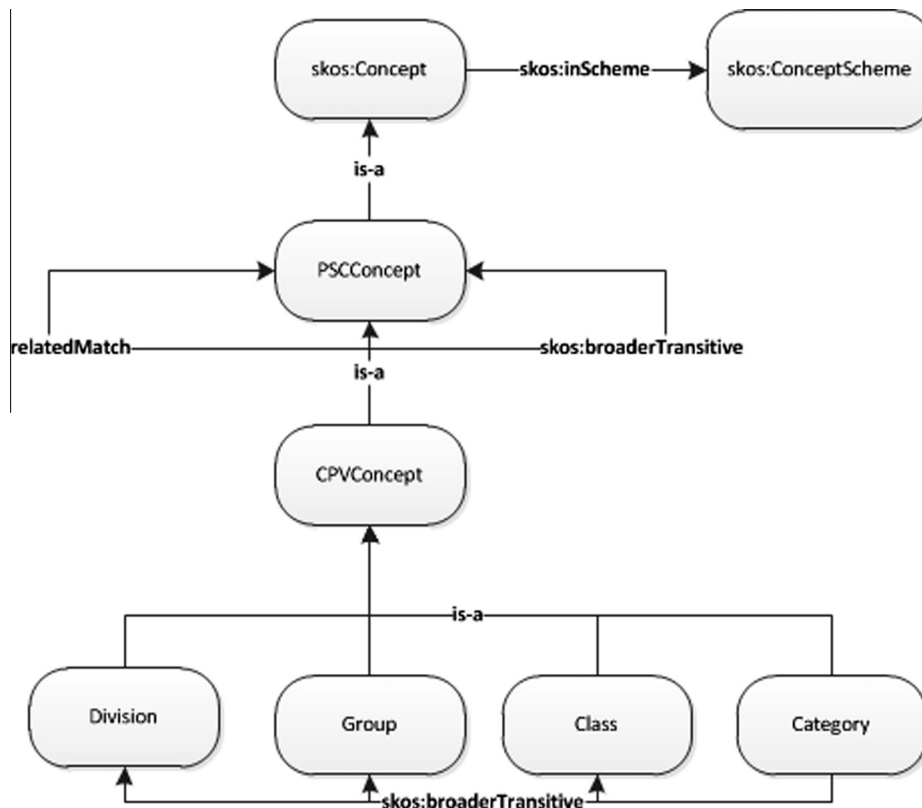 skos:Concept
skos:inScheme
skos:ConceptScheme
is-a
PSCConcept
relatedMatch
skos:broaderTransitive
is-a
CPVConcept
is-a
Division
Group
Class
Category
skos:broaderTransitive